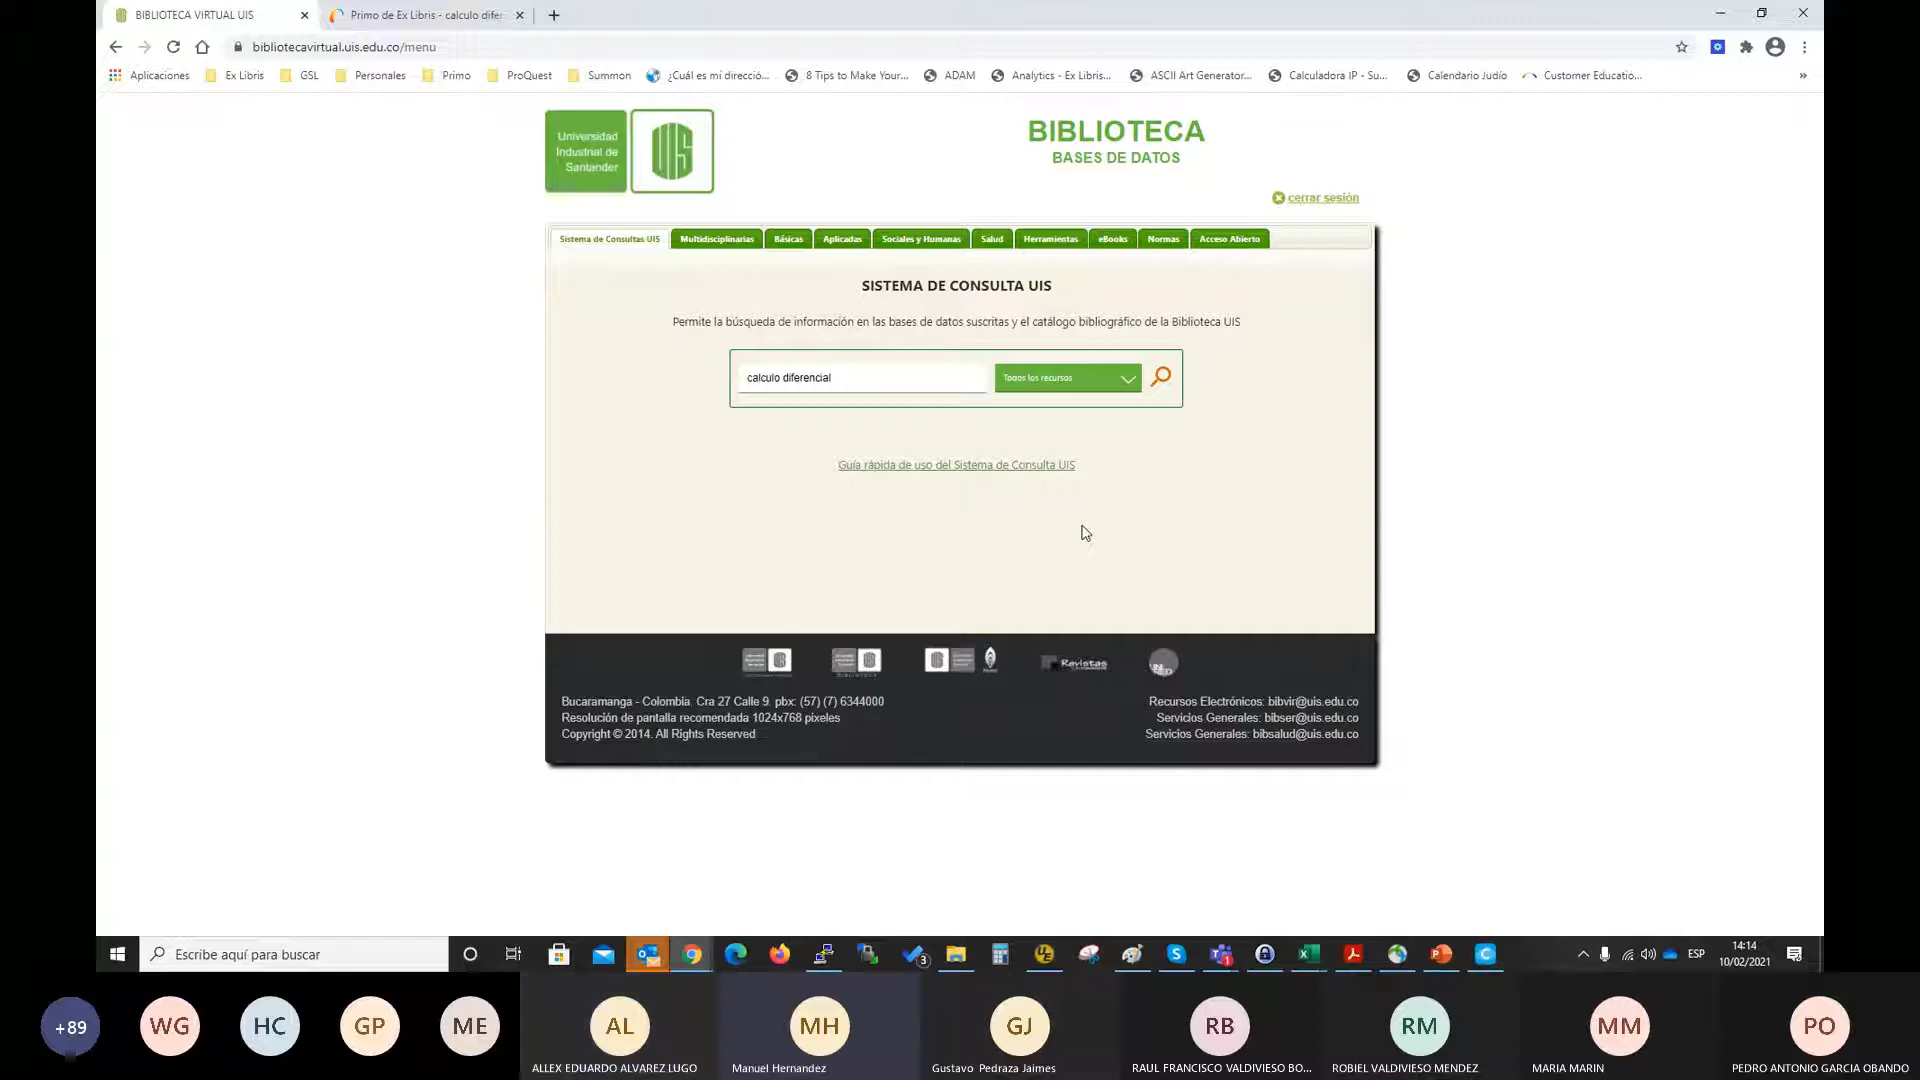 BIBLIOTECA VIRTUAL UIS
Primo de Ex Libris - calculo difer
bibliotecavirtual.uis.edu.co/menu
Aplicaciones
Ex Libris
GSL
Personales
Primo
ProQuest
Summon
¿Cuál es mí direcció...
8 Tips to Make Your...
ADAM
Analytics - Ex Libris...
ASCII Art Generator...
Calculadora IP - Su...
Calendario Judío
Customer Educatio...
Universidad
Industrial de
Santander
UIS
BIBLIOTECA
BASES DE DATOS
cerrar sesión
Sistema de Consultas UIS
Multidisciplinarias
Básicas
Aplicadas
Sociales y Humanas
Salud
Herramientas
eBooks
Normas
Acceso Abierto
SISTEMA DE CONSULTA UIS
Permite la búsqueda de información en las bases de datos suscritas y el catálogo bibliográfico de la Biblioteca UIS
calculo diferencial
Todos los recursos
Guía rápida de uso del Sistema de Consulta UIS
Revistas
Bucaramanga - Colombia. Cra 27 Calle 9. pbx: (57) (7) 6344000
Resolución de pantalla recomendada 1024x768 pixeles
Copyright © 2014. All Rights Reserved
Recursos Electrónicos: bibvir@uis.edu.co
Servicios Generales: bibser@uis.edu.co
Servicios Generales: bibsalud@uis.edu.co
Escribe aquí para buscar
3
1
ESP
14:14
10/02/2021
+89
WG
HC
GP
ME
AL
MH
GJ
RB
RM
MM
PO
ALLEX EDUARDO ALVAREZ LUGO
Manuel Hernandez
Gustavo Pedraza Jaimes
RAUL FRANCISCO VALDIVIESO BO...
ROBIEL VALDIVIESO MENDEZ
MARIA MARIN
PEDRO ANTONIO GARCIA OBANDO